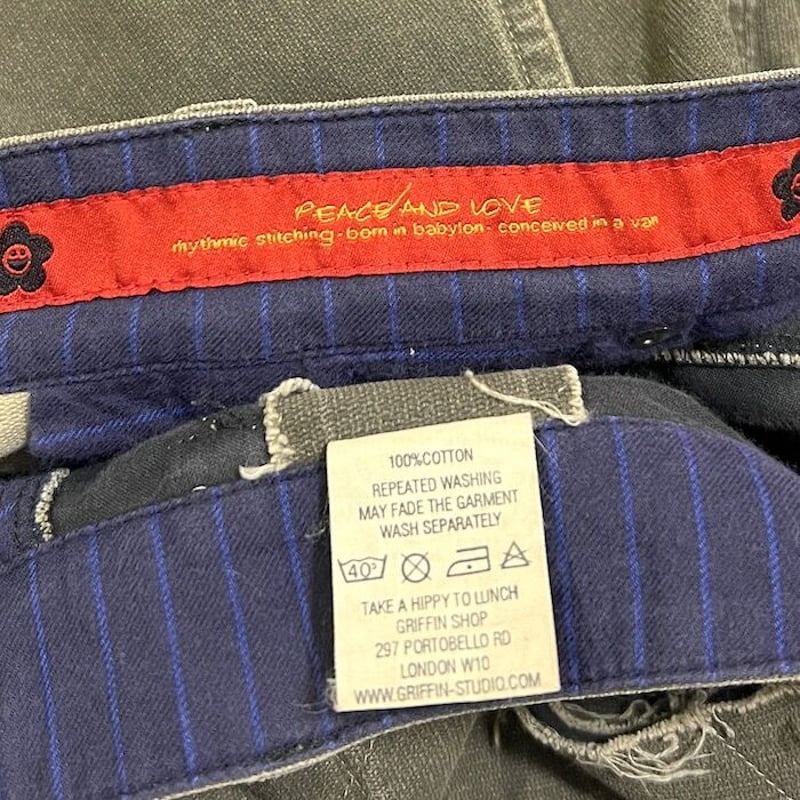 PEACE AND LOVE
rhythmic stitching - born in babylon - conceived in a van
100%COTTON
REPEATED WASHING
MAY FADE THE GARMENT
WASH SEPARATELY
40°
TAKE A HIPPY TO LUNCH
GRIFFIN SHOP
297 PORTOBELLO RD
LONDON W10
WWW.GRIFFIN-STUDIO.COM